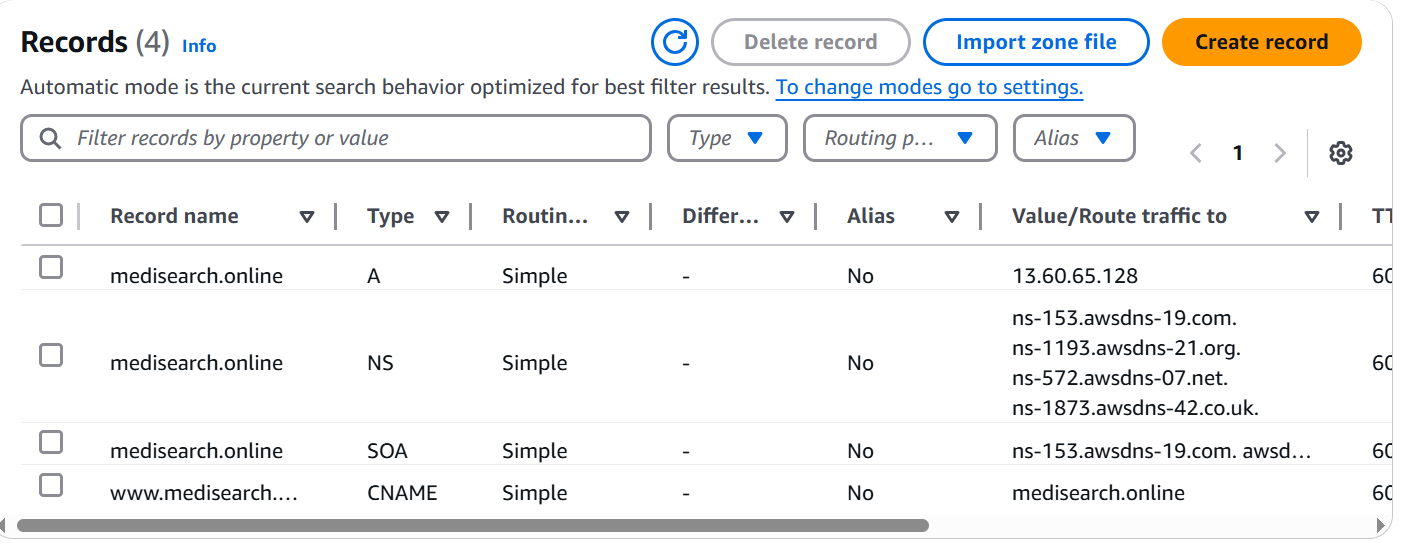 Records (4) Info
Delete record
Import zone file
Create record
Automatic mode is the current search behavior optimized for best filter results. To change modes go to settings.
Filter records by property or value
Type
Routing p...
Alias
1
Record name Type Routin... Differ... Alias Value/Route traffic to
medisearch.online A Simple - No 13.60.65.128 60
medisearch.online NS Simple - No ns-153.awsdns-19.com.
ns-1193.awsdns-21.org.
ns-572.awsdns-07.net. 60
ns-1873.awsdns-42.co.uk.
medisearch.online SOA Simple - No ns-153.awsdns-19.com. awsd... 60
www.medisearch.... CNAME Simple - No medisearch.online 60